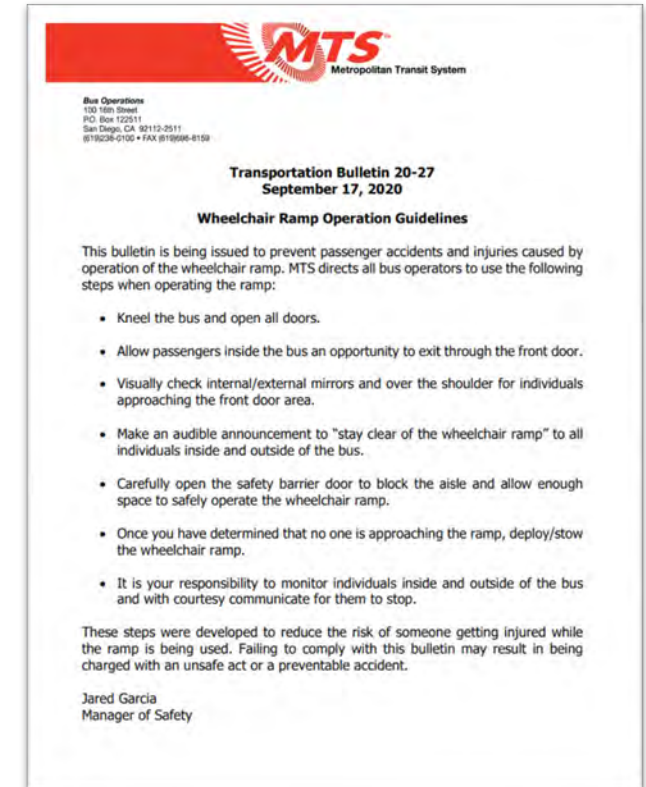 MTS™
Metropolitan Transit System
Bus Operations
100 16th Street
P.O. Box 122511
San Diego, CA 92112-2511
(619)238-0100 • FAX (619)696-8159
Transportation Bulletin 20-27
September 17, 2020
Wheelchair Ramp Operation Guidelines
This bulletin is being issued to prevent passenger accidents and injuries caused by
operation of the wheelchair ramp. MTS directs all bus operators to use the following
steps when operating the ramp:
• Kneel the bus and open all doors.
• Allow passengers inside the bus an opportunity to exit through the front door.
• Visually check internal/external mirrors and over the shoulder for individuals
approaching the front door area.
• Make an audible announcement to “stay clear of the wheelchair ramp” to all
individuals inside and outside of the bus.
• Carefully open the safety barrier door to block the aisle and allow enough
space to safely operate the wheelchair ramp.
• Once you have determined that no one is approaching the ramp, deploy/stow
the wheelchair ramp.
• It is your responsibility to monitor individuals inside and outside of the bus
and with courtesy communicate for them to stop.
These steps were developed to reduce the risk of someone getting injured while
the ramp is being used. Failing to comply with this bulletin may result in being
charged with an unsafe act or a preventable accident.
Jared Garcia
Manager of Safety